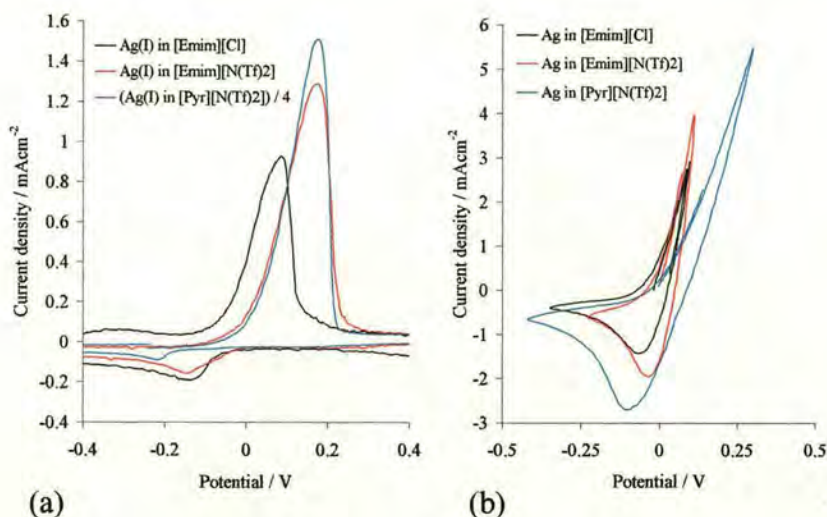 1.6
1.4
1.2
1
0.8
0.6
0.4
0.2
0
-0.2
-0.4
Current density / mAcm-2
Ag(I) in [Emim][Cl]
Ag(I) in [Emim][N(Tf)2]
(Ag(I) in [Pyr][N(Tf)2]) / 4
-0.4 -0.2 0 0.2 0.4
Potential / V
(a)
6
5
4
3
2
1
0
-1
-2
-3
Current density / mAcm-2
Ag in [Emim][Cl]
Ag in [Emim][N(Tf)2]
Ag in [Pyr][N(Tf)2]
-0.5 -0.25 0 0.25 0.5
Potential / V
(b)